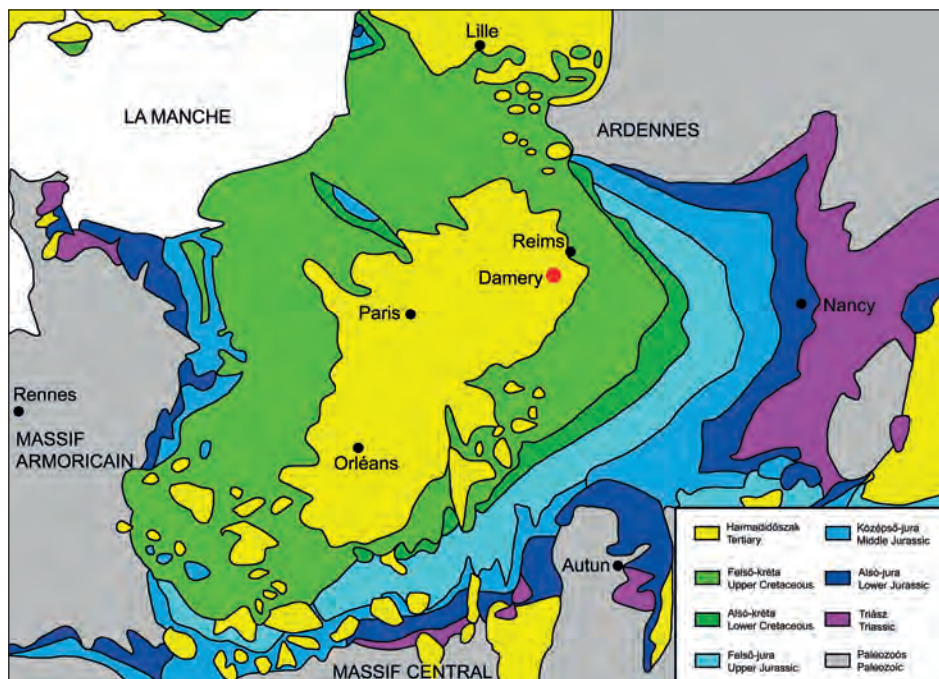 Lille
LA MANCHE
ARDENNES
Reims
Damery
Paris
Nancy
Rennes
MASSIF
ARMORICAIN
Orléans
Autun
MASSIF CENTRAL
Harmadidőszak
Tertiary
Felső-kréta
Upper Cretaceous
Alsó-kréta
Lower Cretaceous
Felső-jura
Upper Jurassic
Középső-jura
Middle Jurassic
Alsó-jura
Lower Jurassic
Triász
Triassic
Paleozoós
Paleozoic